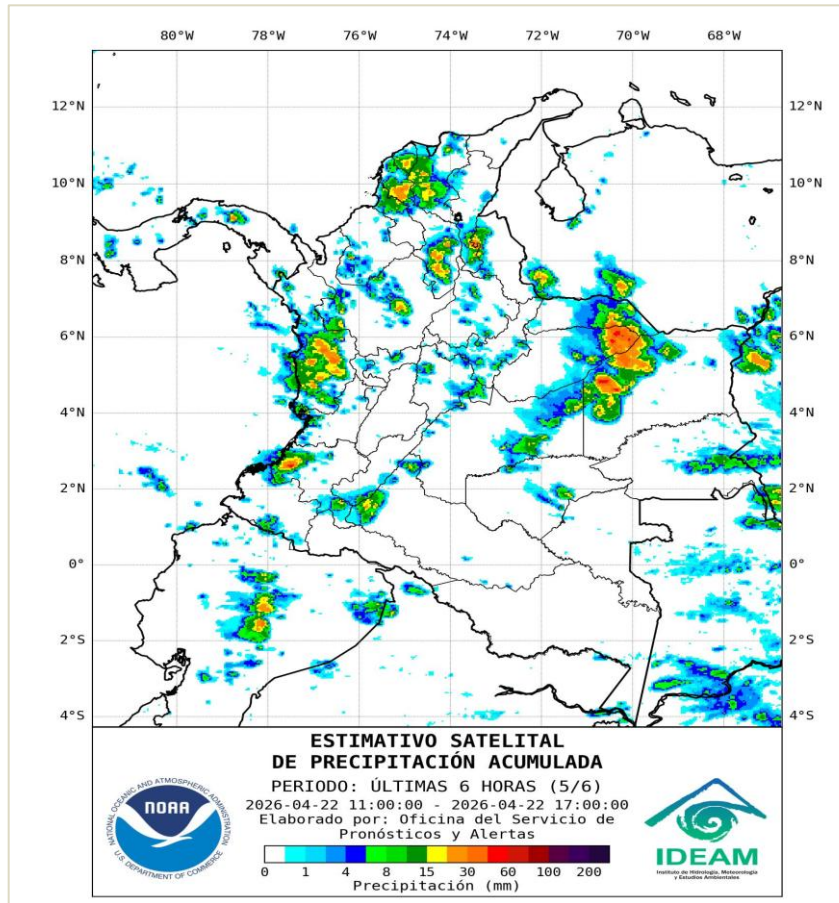 80°W 78°W 76°W 74°W 72°W 70°W 68°W
12°N 12°N
10°N 10°N
8°N 8°N
6°N 6°N
4°N 4°N
2°N 2°N
0° 0°
2°S 2°S
4°S 4°S
ESTIMATIVO SATELITAL
DE PRECIPITACIÓN ACUMULADA
PERIODO: ÚLTIMAS 6 HORAS (5/6)
2026-04-22 11:00:00 - 2026-04-22 17:00:00
Elaborado por: Oficina del Servicio de
Pronósticos y Alertas
0 1 4 8 15 30 60 100 200
Precipitación (mm)
NATIONAL OCEANIC AND ATMOSPHERIC ADMINISTRATION
NOAA
U.S. DEPARTMENT OF COMMERCE
IDEAM
Instituto de Hidrología, Meteorología
y Estudios Ambientales